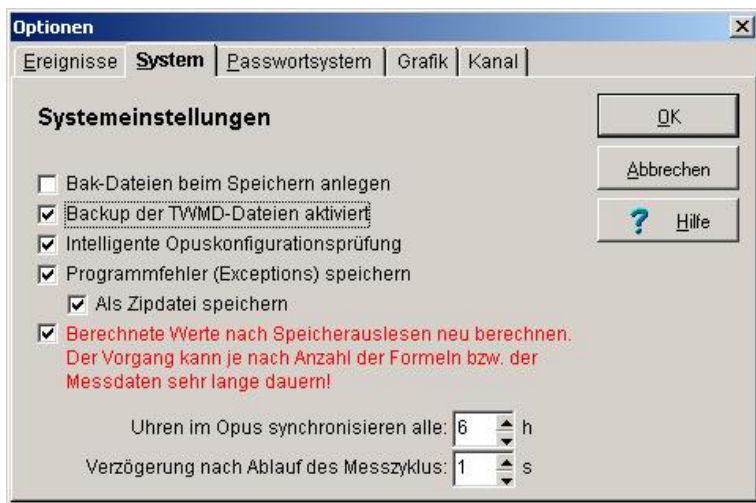 Optionen
Ereignisse System Passwortsystem Grafik Kanal
Systemeinstellungen
OK
Abbrechen
? Hilfe
Bak-Dateien beim Speichern anlegen
Backup der TWMD-Dateien aktiviert
Intelligente Opuskonfigurationsprüfung
Programmfehler (Exceptions) speichern
Als Zipdatei speichern
Berechnete Werte nach Speicherauslesen neu berechnen.
Der Vorgang kann je nach Anzahl der Formeln bzw. der
Messdaten sehr lange dauern!
Uhren im Opus synchronisieren alle: 6 h
Verzögerung nach Ablauf des Messzyklus: 1 s